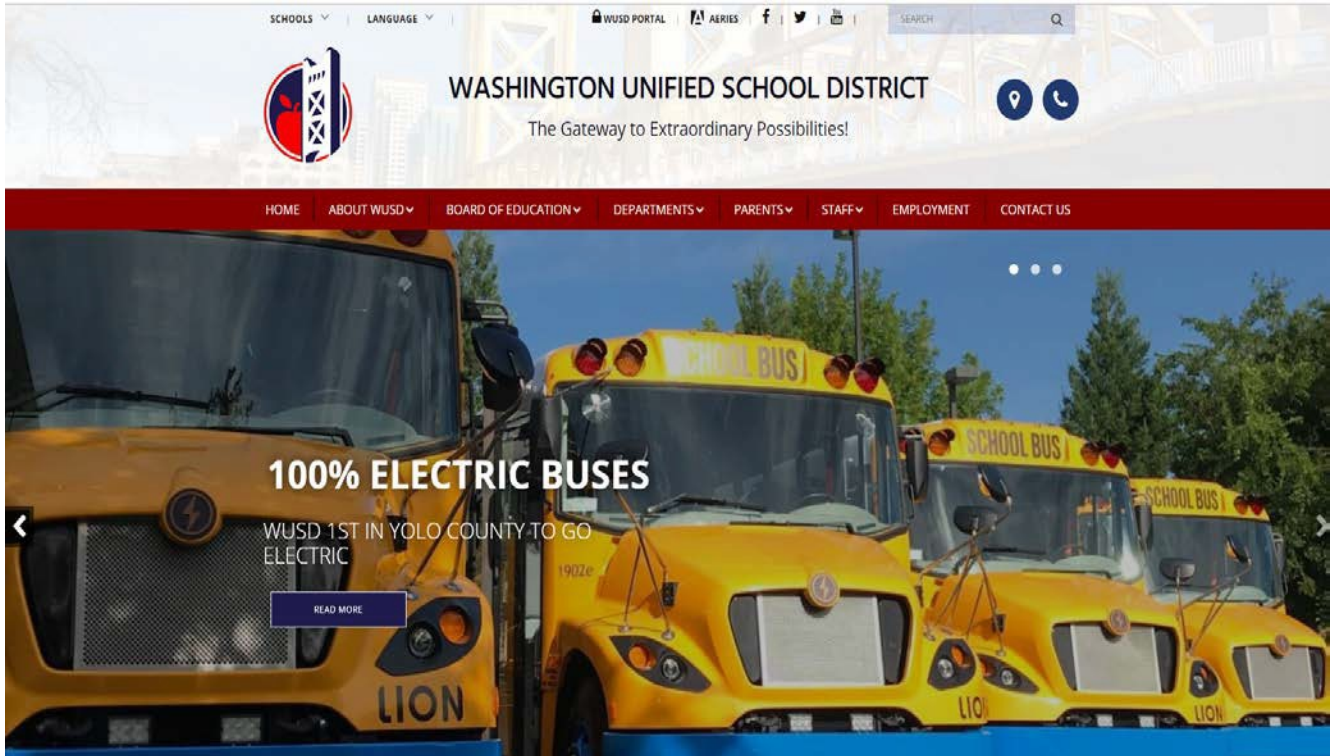 SCHOOLS
LANGUAGE
WUSD PORTAL
AERIES
SEARCH
WASHINGTON UNIFIED SCHOOL DISTRICT
The Gateway to Extraordinary Possibilities!
HOME ABOUT WUSD BOARD OF EDUCATION DEPARTMENTS PARENTS STAFF EMPLOYMENT CONTACT US
SCHOOL BUS
SCHOOL BUS
SCHOOL BUS
100% ELECTRIC BUSES
WUSD 1ST IN YOLO COUNTY TO GO
ELECTRIC
1902e
READ MORE
LION
LION
LION